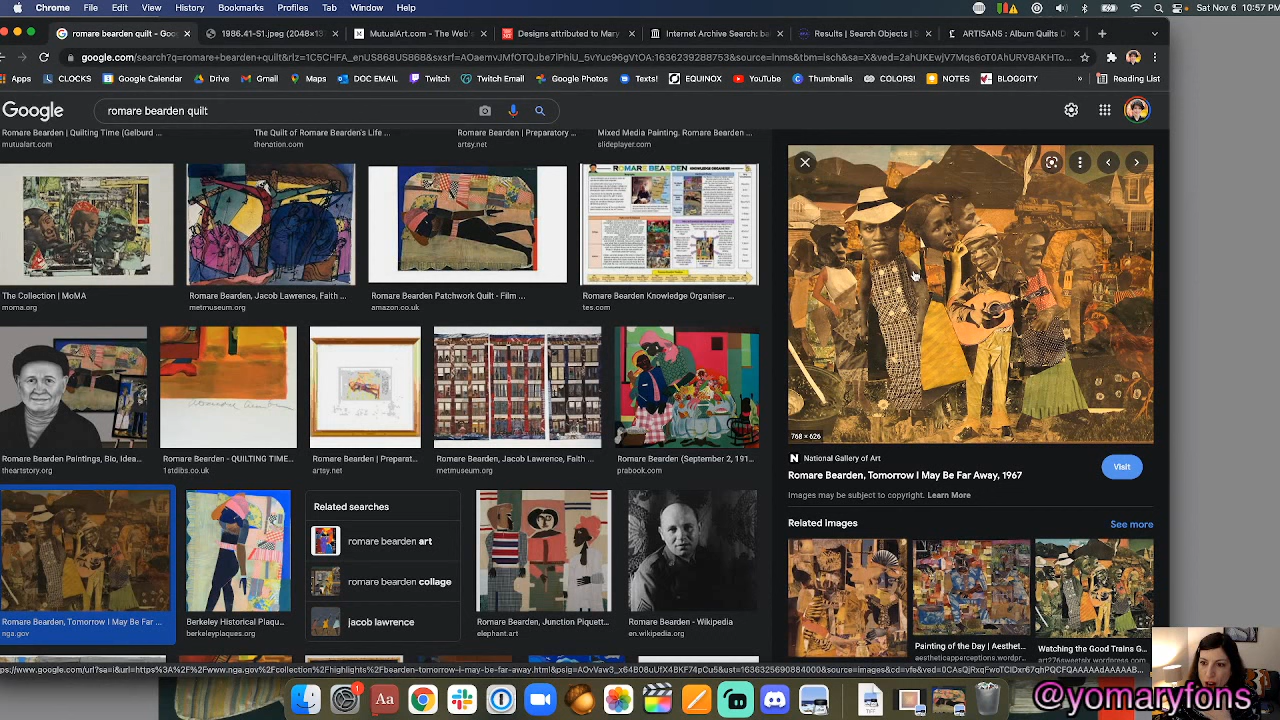 Chrome File Edit View History Bookmarks Profiles Tab Window Help
Sat Nov 6 10:57 PM
romare bearden quilt - Goo
1986.41-S1.jpeg (2048×13
MutualArt.com - The Web's
Designs attributed to Mary
Internet Archive Search: ba
Results | Search Objects | S
ARTISANS : Album Quilts D
Apps
CLOCKS
Google Calendar
Drive
Gmail
Maps
DOC EMAIL
Twitch
Twitch Email
Google Photos
Texts!
EQUINOX
YouTube
Thumbnails
COLORS!
NOTES
BLOGGITY
»
Reading List
Google
romare bearden quilt
Romare Bearden | Quilting Time (Gelburd ...
mutualart.com
The Quilt of Romare Bearden's Life ...
thenation.com
Romare Bearden | Preparatory ...
artsy.net
Mixed Media Painting. Romare Bearden ...
slideplayer.com
ROMARE BEARDEN KNOWLEDGE ORGANISER
The Collection | MoMA
moma.org
Romare Bearden, Jacob Lawrence, Faith ...
metmuseum.org
Romare Bearden Patchwork Quilt - Film ...
amazon.co.uk
Romare Bearden Knowledge Organiser ...
tes.com
Romare Bearden Paintings, Bio, Idea...
theartstory.org
Romare Bearden - QUILTING TIME...
1stdibs.co.uk
Romare Bearden | Preparat...
artsy.net
Romare Bearden, Jacob Lawrence, Faith ...
metmuseum.org
Romare Bearden (September 2, 191...
prabook.com
Romare Bearden, Tomorrow I May Be Far ...
nga.gov
Berkeley Historical Plaqu...
berkeleyplaques.org
Related searches
romare bearden art
romare bearden collage
jacob lawrence
Romare Bearden, Junction Piquett...
elephant.art
Romare Bearden - Wikipedia
en.wikipedia.org
768 × 626
National Gallery of Art
Romare Bearden, Tomorrow I May Be Far Away, 1967
Visit
Images may be subject to copyright. Learn More
Related Images
See more
Painting of the Day | Aesthet...
aestheticapperceptions.wordpr...
Watching the Good Trains G...
art276sweetsix.wordpress.com
1
Aa
@yomaryfons